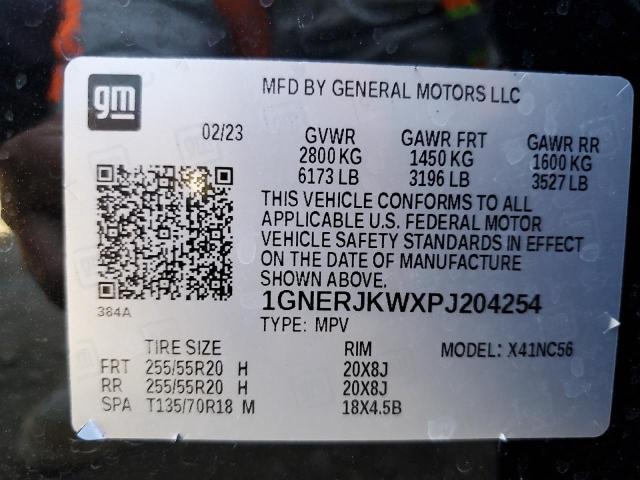 gm
MFD BY GENERAL MOTORS LLC
02/23
GVWR GAWR FRT GAWR RR
2800 KG 1450 KG 1600 KG
6173 LB 3196 LB 3527 LB
THIS VEHICLE CONFORMS TO ALL
APPLICABLE U.S. FEDERAL MOTOR
VEHICLE SAFETY STANDARDS IN EFFECT
ON THE DATE OF MANUFACTURE
SHOWN ABOVE.
384A
1GNERJKWXPJ204254
TYPE: MPV
TIRE SIZE RIM MODEL: X41NC56
FRT 255/55R20 H 20X8J
RR 255/55R20 H 20X8J
SPA T135/70R18 M 18X4.5B